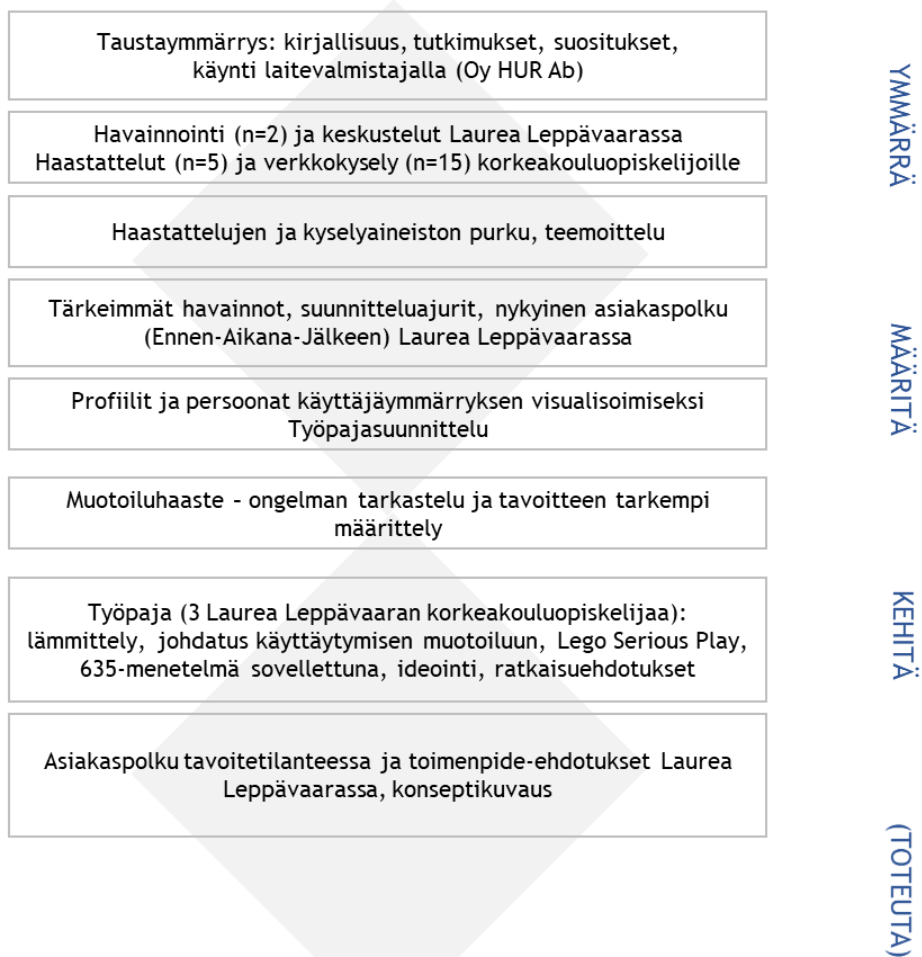 Taustaymmärrys: kirjallisuus, tutkimukset, suositukset,
käynti laitevalmistajalla (Oy HUR Ab)
Havainnointi (n=2) ja keskustelut Laurea Leppävaarassa
Haastattelut (n=5) ja verkkokysely (n=15) korkeakouluopiskelijoille
YMMÄRRÄ
Haastattelujen ja kyselyaineiston purku, teemoittelu
Tärkeimmät havainnot, suunnitteluajurit, nykyinen asiakaspolku
(Ennen-Aikana-Jälkeen) Laurea Leppävaarassa
MÄÄRITÄ
Profiilit ja persoonat käyttäjäymmärryksen visualisoimiseksi
Työpajasuunnittelu
Muotoiluhaaste – ongelman tarkastelu ja tavoitteen tarkempi
määrittely
Työpaja (3 Laurea Leppävaaran korkeakouluopiskelijaa):
lämmittely, johdatus käyttäytymisen muotoiluun, Lego Serious Play,
635-menetelmä sovellettuna, ideointi, ratkaisuehdotukset
KEHITÄ
Asiakaspolku tavoitetilanteessa ja toimenpide-ehdotukset Laurea
Leppävaarassa, konseptikuvaus
(TOTEUTA)